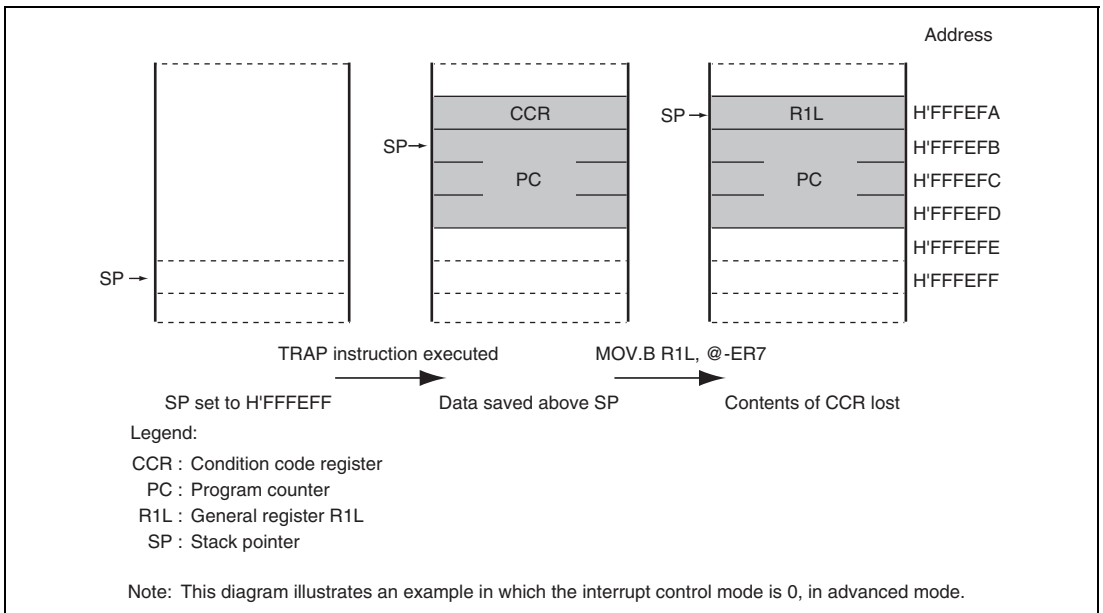 Address
CCR
SP
R1L
H'FFFEFA
SP
H'FFFEFB
PC
PC
H'FFFEFC
H'FFFEFD
H'FFFEFE
SP
H'FFFEFF
TRAP instruction executed
MOV.B R1L, @-ER7
SP set to H'FFFEFF
Data saved above SP
Contents of CCR lost
Legend:
CCR : Condition code register
PC : Program counter
R1L : General register R1L
SP : Stack pointer
Note: This diagram illustrates an example in which the interrupt control mode is 0, in advanced mode.